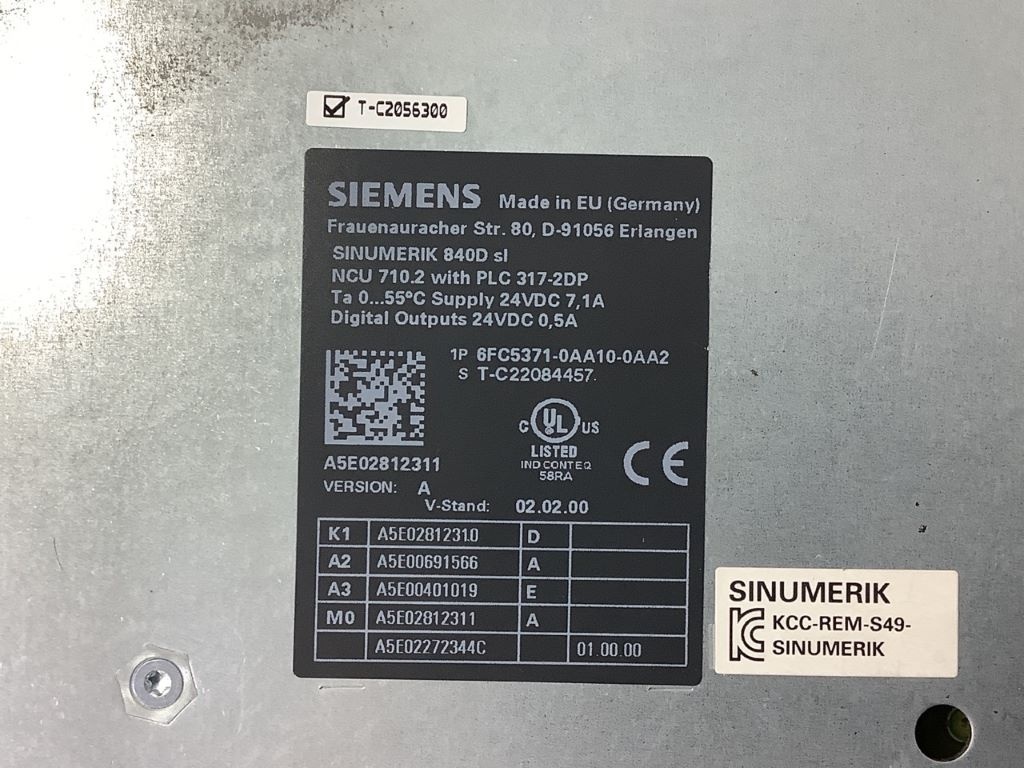 T-C2056300
SIEMENS Made in EU (Germany)
Frauenauracher Str. 80, D-91056 Erlangen
SINUMERIK 840D sl
NCU 710.2 with PLC 317-2DP
Ta 0...55°C Supply 24VDC 7,1A
Digital Outputs 24VDC 0,5A
1P 6FC5371-0AA10-0AA2
S T-C22084457
C UL US
LISTED
IND CONT EQ
58RA
CE
A5E02812311
VERSION: A
V-Stand: 02.02.00
K1 A5E02812310 D
A2 A5E00691566 A
A3 A5E00401019 E
M0 A5E02812311 A
A5E02272344C 01.00.00
SINUMERIK
KCC-REM-S49-
SINUMERIK